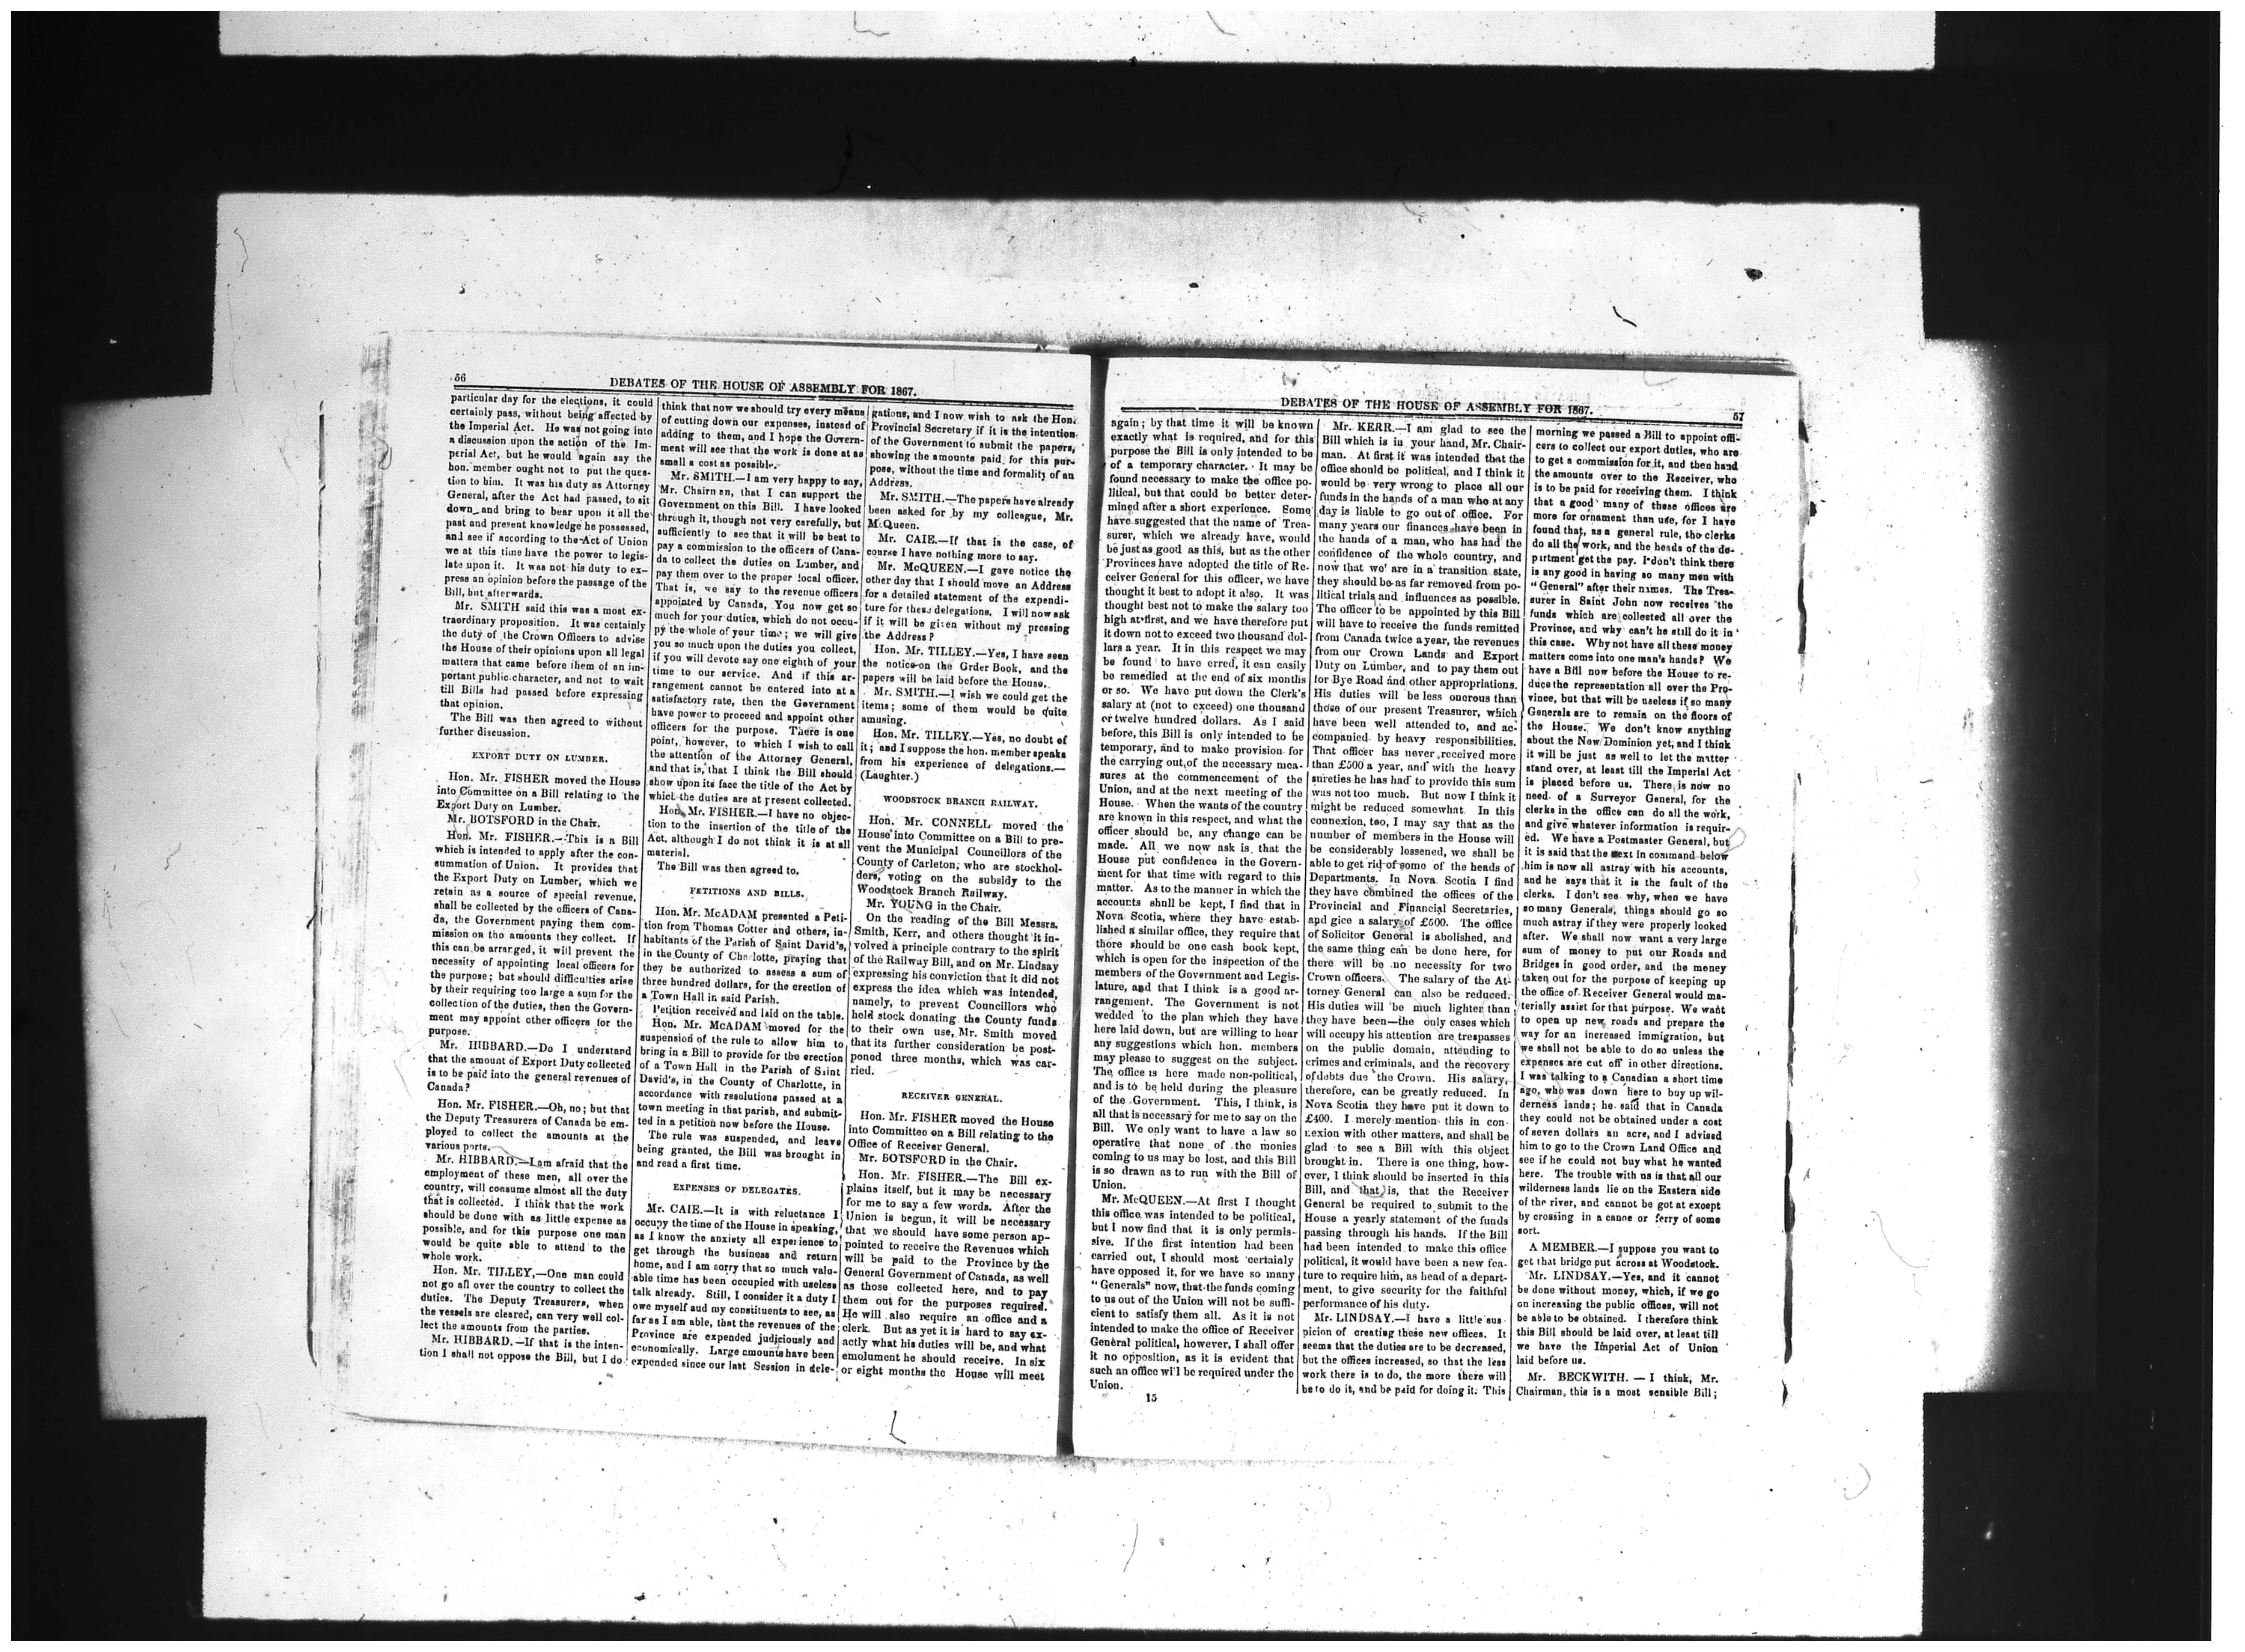 56
DEBATES OF THE HOUSE OF ASSEMBLY FOR 1867.
particular day for the elections, it could
certainly pass, without being affected by
the Imperial Act. He was not going into
a discussion upon the action of the Im-
perial Act, but he would again say the
hon. member ought not to put the ques-
tion to him. It was his duty as Attorney
General, after the Act had passed, to sit
down and bring to bear upon it all the
past and present knowledge he possessed,
and see if according to the Act of Union
we at this time have the power to legis-
late upon it. It was not his duty to ex-
press an opinion before the passage of the
Bill, but afterwards.
Mr. SMITH said this was a most ex-
traordinary proposition. It was certainly
the duty of the Crown Officers to advise
the House of their opinions upon all legal
matters that came before them of an im-
portant public character, and not to wait
till Bills had passed before expressing
that opinion.
The Bill was then agreed to without
further discussion.
EXPORT DUTY ON LUMBER.
Hon. Mr. FISHER moved the House
into Committee on a Bill relating to the
Export Duty on Lumber.
Mr. BOTSFORD in the Chair.
Hon. Mr. FISHER.—This is a Bill
which is intended to apply after the con-
summation of Union. It provides that
the Export Duty on Lumber, which we
retain as a source of special revenue,
shall be collected by the officers of Cana-
da, the Government paying them com-
mission on the amounts they collect. If
this can be arranged, it will prevent the
necessity of appointing local officers for
the purpose; but should difficulties arise
by their requiring too large a sum for the
collection of the duties, then the Govern-
ment may appoint other officers for the
purpose.
Mr. HIBBARD.—Do I understand
that the amount of Export Duty collected
is to be paid into the general revenues of
Canada?
Hon. Mr. FISHER.—Oh, no; but that
the Deputy Treasurers of Canada be em-
ployed to collect the amounts at the
various ports.
Mr. HIBBARD.—I am afraid that the
employment of these men, all over the
country, will consume almost all the duty
that is collected. I think that the work
should be done with as little expense as
possible, and for this purpose one man
would be quite able to attend to the
whole work.
Hon. Mr. TILLEY.—One man could
not go all over the country to collect the
duties. The Deputy Treasurers, when
the vessels are cleared, can very well col-
lect the amounts from the parties.
Mr. HIBBARD.—If that is the inten-
tion I shall not oppose the Bill, but I do
think that now we should try every means
of cutting down our expenses, instead of
adding to them, and I hope the Govern-
ment will see that the work is done at as
small a cost as possible.
Mr. SMITH.—I am very happy to say,
Mr. Chairman, that I can support the
Government on this Bill. I have looked
through it, though not very carefully, but
sufficiently to see that it will be best to
pay a commission to the officers of Cana-
da to collect the duties on Lumber, and
pay them over to the proper local officer.
That is, we say to the revenue officers
appointed by Canada, You now get so
much for your duties, which do not occu-
py the whole of your time; we will give
you so much upon the duties you collect,
if you will devote say one eighth of your
time to our service. And if this ar-
rangement cannot be entered into at a
satisfactory rate, then the Government
have power to proceed and appoint other
officers for the purpose. There is one
point, however, to which I wish to call
the attention of the Attorney General,
and that is, that I think the Bill should
show upon its face the title of the Act by
which the duties are at present collected.
Hon. Mr. FISHER.—I have no objec-
tion to the insertion of the title of the
Act, although I do not think it is at all
material.
The Bill was then agreed to.
PETITIONS AND BILLS.
Hon. Mr. McADAM presented a Peti-
tion from Thomas Cotter and others, in-
habitants of the Parish of Saint David's,
in the County of Charlotte, praying that
they be authorized to assess a sum of
three hundred dollars, for the erection of
a Town Hall in said Parish.
Petition received and laid on the table.
Hon. Mr. McADAM moved for the
suspension of the rule to allow him to
bring in a Bill to provide for the erection
of a Town Hall in the Parish of Saint
David's, in the County of Charlotte, in
accordance with resolutions passed at a
town meeting in that parish, and submit-
ted in a petition now before the House.
The rule was suspended, and leave
being granted, the Bill was brought in
and read a first time.
EXPENSES OF DELEGATES.
Mr. CAIE.—It is with reluctance I
occupy the time of the House in speaking,
as I know the anxiety all experience to
get through the business and return
home, and I am sorry that so much valu-
able time has been occupied with useless
talk already. Still, I consider it a duty I
owe myself and my constituents to see, as
far as I am able, that the revenues of the
Province are expended judiciously and
economically. Large amounts have been
expended since our last Session in dele-
gations, and I now wish to ask the Hon.
Provincial Secretary if it is the intention
of the Government to submit the papers,
showing the amounts paid for this pur-
pose, without the time and formality of an
Address.
Mr. SMITH.—The papers have already
been asked for by my colleague, Mr.
McQueen.
Mr. CAIE.—If that is the case, of
course I have nothing more to say.
Mr. McQUEEN.—I gave notice the
other day that I should move an Address
for a detailed statement of the expendi-
ture for these delegations. I will now ask
if it will be given without my pressing
the Address?
Hon. Mr. TILLEY.—Yes, I have seen
the notice on the Order Book, and the
papers will be laid before the House.
Mr. SMITH.—I wish we could get the
items; some of them would be quite
amusing.
Hon. Mr. TILLEY.—Yes, no doubt of
it; and I suppose the hon. member speaks
from his experience of delegations.—
(Laughter.)
WOODSTOCK BRANCH RAILWAY.
Hon. Mr. CONNELL moved the
House into Committee on a Bill to pre-
vent the Municipal Councillors of the
County of Carleton, who are stockhol-
ders, voting on the subsidy to the
Woodstock Branch Railway.
Mr. YOUNG in the Chair.
On the reading of the Bill Messrs.
Smith, Kerr, and others thought it in-
volved a principle contrary to the spirit
of the Railway Bill, and on Mr. Lindsay
expressing his conviction that it did not
express the idea which was intended,
namely, to prevent Councillors who
held stock donating the County funds
to their own use, Mr. Smith moved
that its further consideration be post-
poned three months, which was car-
ried.
RECEIVER GENERAL.
Hon. Mr. FISHER moved the House
into Committee on a Bill relating to the
Office of Receiver General.
Mr. BOTSFORD in the Chair.
Hon. Mr. FISHER.—The Bill ex-
plains itself, but it may be necessary
for me to say a few words. After the
Union is begun, it will be necessary
that we should have some person ap-
pointed to receive the Revenues which
will be paid to the Province by the
General Government of Canada, as well
as those collected here, and to pay
them out for the purposes required.
He will also require an office and a
clerk. But as yet it is hard to say ex-
actly what his duties will be, and what
emolument he should receive. In six
or eight months the House will meet
DEBATES OF THE HOUSE OF ASSEMBLY FOR 1867.
57
again; by that time it will be known
exactly what is required, and for this
purpose the Bill is only intended to be
of a temporary character. It may be
found necessary to make the office po-
litical, but that could be better deter-
mined after a short experience. Some
have suggested that the name of Trea-
surer, which we already have, would
be just as good as this, but as the other
Provinces have adopted the title of Re-
ceiver General for this officer, we have
thought it best to adopt it also. It was
thought best not to make the salary too
high at first, and we have therefore put
it down not to exceed two thousand dol-
lars a year. It in this respect we may
be found to have erred, it can easily
be remedied at the end of six months
or so. We have put down the Clerk's
salary at (not to exceed) one thousand
or twelve hundred dollars. As I said
before, this Bill is only intended to be
temporary, and to make provision for
the carrying out of the necessary mea-
sures at the commencement of the
Union, and at the next meeting of the
House. When the wants of the country
are known in this respect, and what the
officer should be, any change can be
made. All we now ask is that the
House put confidence in the Govern-
ment for that time with regard to this
matter. As to the manner in which the
accounts shall be kept, I find that in
Nova Scotia, where they have estab-
lished a similar office, they require that
there should be one cash book kept,
which is open for the inspection of the
members of the Government and Legis-
lature, and that I think is a good ar-
rangement. The Government is not
wedded to the plan which they have
here laid down, but are willing to hear
any suggestions which hon. members
may please to suggest on the subject.
The office is here made non-political,
and is to be held during the pleasure
of the Government. This, I think, is
all that is necessary for me to say on the
Bill. We only want to have a law so
operative that none of the monies
coming to us may be lost, and this Bill
is so drawn as to run with the Bill of
Union.
Mr. McQUEEN.—At first I thought
this office was intended to be political,
but I now find that it is only permis-
sive. If the first intention had been
carried out, I should most certainly
have opposed it, for we have so many
"Generals" now, that the funds coming
to us out of the Union will not be suffi-
cient to satisfy them all. As it is not
intended to make the office of Receiver
General political, however, I shall offer
it no opposition, as it is evident that
such an office will be required under the
Union.
15
Mr. KERR.—I am glad to see the
Bill which is in your hand, Mr. Chair-
man. At first it was intended that the
office should be political, and I think it
would be very wrong to place all our
funds in the hands of a man who at any
day is liable to go out of office. For
many years our finances have been in
the hands of a man, who has had the
confidence of the whole country, and
now that we are in a transition state,
they should be as far removed from po-
litical trials and influences as possible.
The officer to be appointed by this Bill
will have to receive the funds remitted
from Canada twice a year, the revenues
from our Crown Lands and Export
Duty on Lumber, and to pay them out
for Bye Road and other appropriations.
His duties will be less onerous than
those of our present Treasurer, which
have been well attended to, and ac-
companied by heavy responsibilities.
That officer has never received more
than £500 a year, and with the heavy
sureties he has had to provide this sum
was not too much. But now I think it
might be reduced somewhat. In this
connexion, too, I may say that as the
number of members in the House will
be considerably lossened, we shall be
able to get rid of some of the heads of
Departments. In Nova Scotia I find
they have combined the offices of the
Provincial and Financial Secretaries,
and give a salary of £500. The office
of Solicitor General is abolished, and
the same thing can be done here, for
there will be no necessity for two
Crown officers. The salary of the At-
torney General can also be reduced.
His duties will be much lighter than
they have been—the only cases which
will occupy his attention are trespasses
on the public domain, attending to
crimes and criminals, and the recovery
of debts due the Crown. His salary,
therefore, can be greatly reduced. In
Nova Scotia they have put it down to
£400. I merely mention this in con-
nexion with other matters, and shall be
glad to see a Bill with this object
brought in. There is one thing, how-
ever, I think should be inserted in this
Bill, and that is, that the Receiver
General be required to submit to the
House a yearly statement of the funds
passing through his hands. If the Bill
had been intended to make this office
political, it would have been a new fea-
ture to require him, as head of a depart-
ment, to give security for the faithful
performance of his duty.
Mr. LINDSAY.—I have a little sus-
picion of creating these new offices. It
seems that the duties are to be decreased,
but the offices increased, so that the less
work there is to do, the more there will
be to do it, and be paid for doing it. This
morning we passed a Bill to appoint offi-
cers to collect our export duties, who are
to get a commission for it, and then hand
the amounts over to the Receiver, who
is to be paid for receiving them. I think
that a good many of these offices are
more for ornament than use, for I have
found that, as a general rule, the clerks
do all the work, and the heads of the de-
partment get the pay. I don't think there
is any good in having so many men with
"General" after their names. The Trea-
surer in Saint John now receives the
funds which are collected all over the
Province, and why can't he still do it in
this case. Why not have all these money
matters come into one man's hands? We
have a Bill now before the House to re-
duce the representation all over the Pro-
vince, but that will be useless if so many
Generals are to remain on the floors of
the House. We don't know anything
about the New Dominion yet, and I think
it will be just as well to let the matter
stand over, at least till the Imperial Act
is placed before us. There is now no
need of a Surveyor General, for the
clerks in the office can do all the work,
and give whatever information is requir-
ed. We have a Postmaster General, but
it is said that the next in command below
him is now all astray with his accounts,
and he says that it is the fault of the
clerks. I don't see why, when we have
so many Generals, things should go so
much astray if they were properly looked
after. We shall now want a very large
sum of money to put our Roads and
Bridges in good order, and the money
taken out for the purpose of keeping up
the office of Receiver General would ma-
terially assist for that purpose. We want
to open up new roads and prepare the
way for an increased immigration, but
we shall not be able to do so unless the
expenses are cut off in other directions.
I was talking to a Canadian a short time
ago, who was down here to buy up wil-
derness lands; he said that in Canada
they could not be obtained under a cost
of seven dollars an acre, and I advised
him to go to the Crown Land Office and
see if he could not buy what he wanted
here. The trouble with us is that all our
wilderness lands lie on the Eastern side
of the river, and cannot be got at except
by crossing in a canoe or ferry of some
sort.
A MEMBER.—I suppose you want to
get that bridge put across at Woodstock.
Mr. LINDSAY.—Yes, and it cannot
be done without money, which, if we go
on increasing the public offices, will not
be able to be obtained. I therefore think
this Bill should be laid over, at least till
we have the Imperial Act of Union
laid before us.
Mr. BECKWITH.—I think, Mr.
Chairman, this is a most sensible Bill;